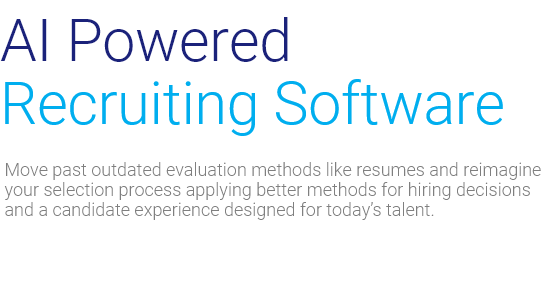 AI Powered
Recruiting Software
Move past outdated evaluation methods like resumes and reimagine
your selection process applying better methods for hiring decisions
and a candidate experience designed for today’s talent.